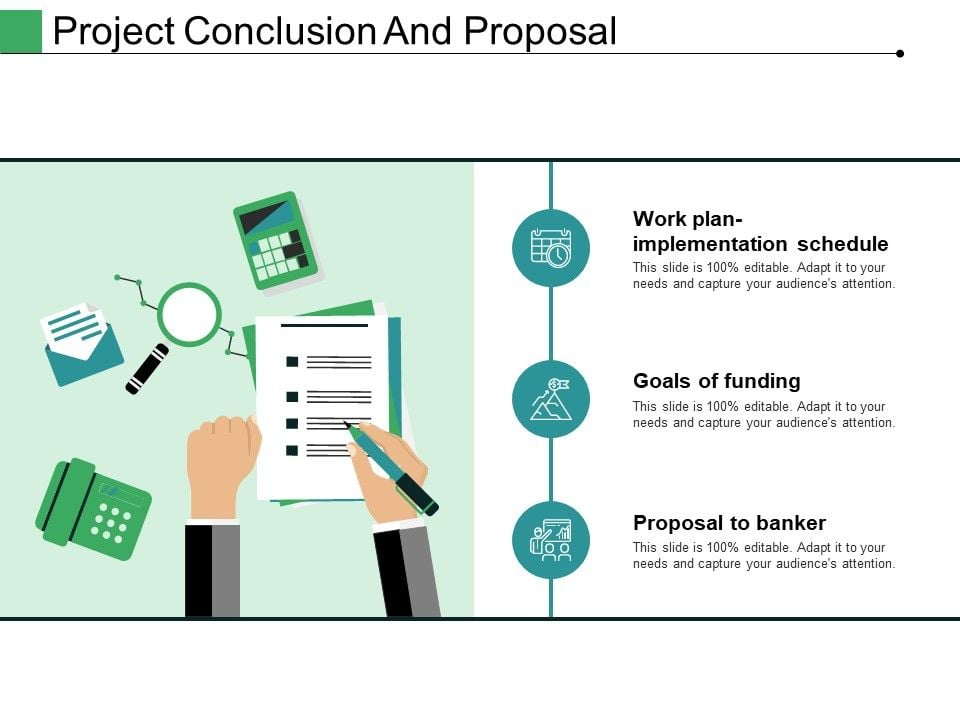 Project Conclusion And Proposal
Work plan-
implementation schedule
This slide is 100% editable. Adapt it to your
needs and capture your audience's attention.
Goals of funding
This slide is 100% editable. Adapt it to your
needs and capture your audience's attention.
Proposal to banker
This slide is 100% editable. Adapt it to your
needs and capture your audience's attention.